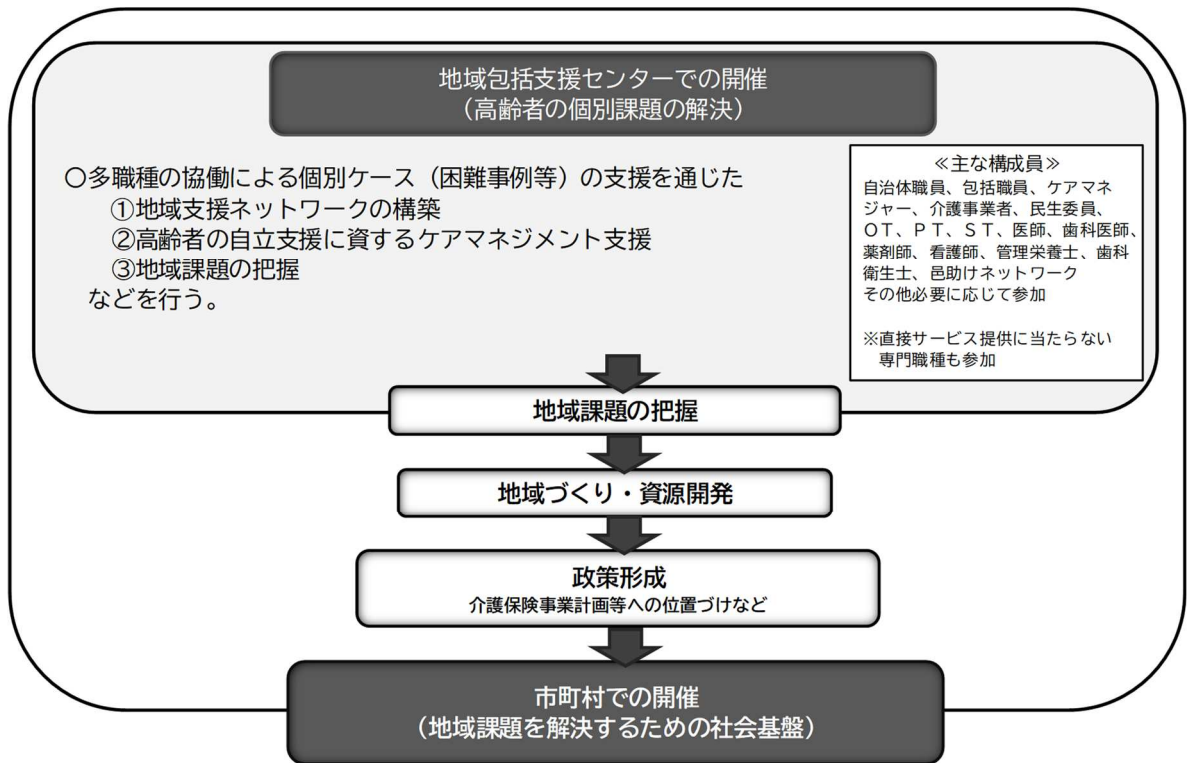 地域包括支援センターでの開催
（高齢者の個別課題の解決）
〇多職種の協働による個別ケース（困難事例等）の支援を通じた
①地域支援ネットワークの構築
②高齢者の自立支援に資するケアマネジメント支援
③地域課題の把握
などを行う。
≪主な構成員≫
自治体職員、包括職員、ケアマネ
ジャー、介護事業者、民生委員、
ＯＴ、ＰＴ、ＳＴ、医師、歯科医師、
薬剤師、看護師、管理栄養士、歯科
衛生士、邑助けネットワーク
その他必要に応じて参加
※直接サービス提供に当たらない
専門職種も参加
地域課題の把握
地域づくり・資源開発
政策形成
介護保険事業計画等への位置づけなど
市町村での開催
（地域課題を解決するための社会基盤）